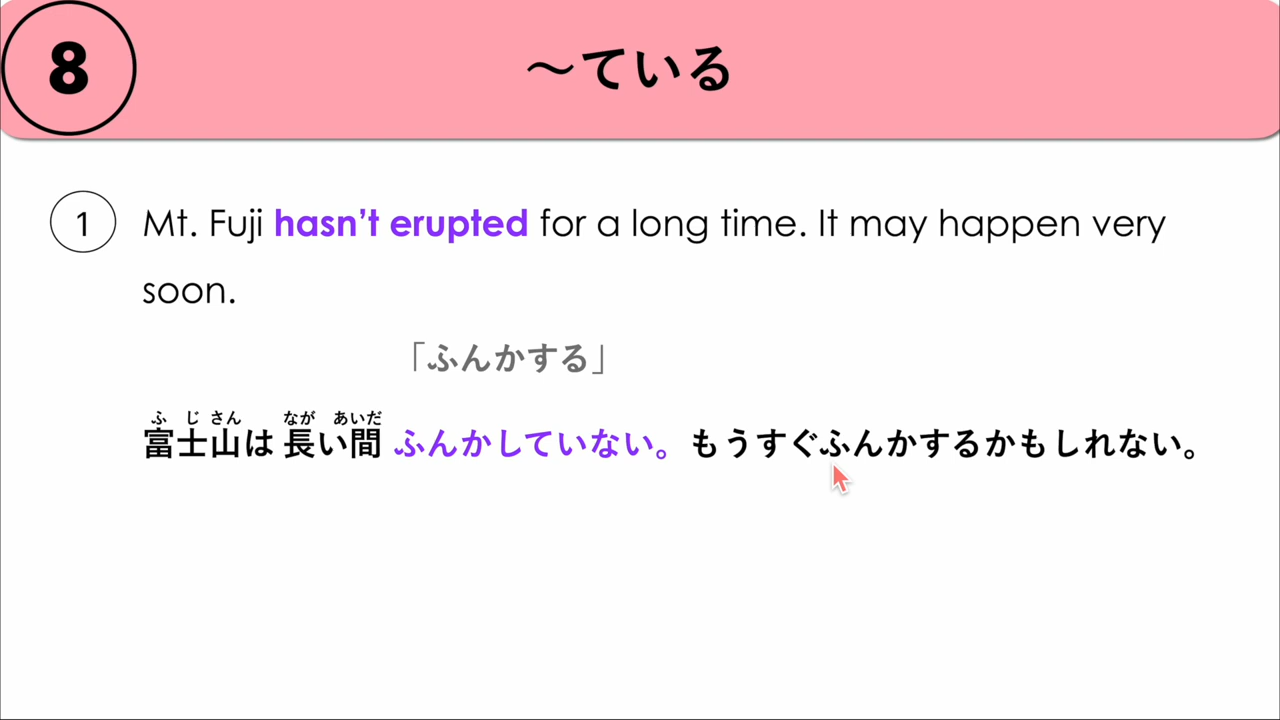 8
～ている
1 Mt. Fuji hasn't erupted for a long time. It may happen very
soon.
「ふんかする」
ふ じ さん なが あいだ
富士山は 長い間 ふんかしていない。もうすぐふんかするかもしれない。